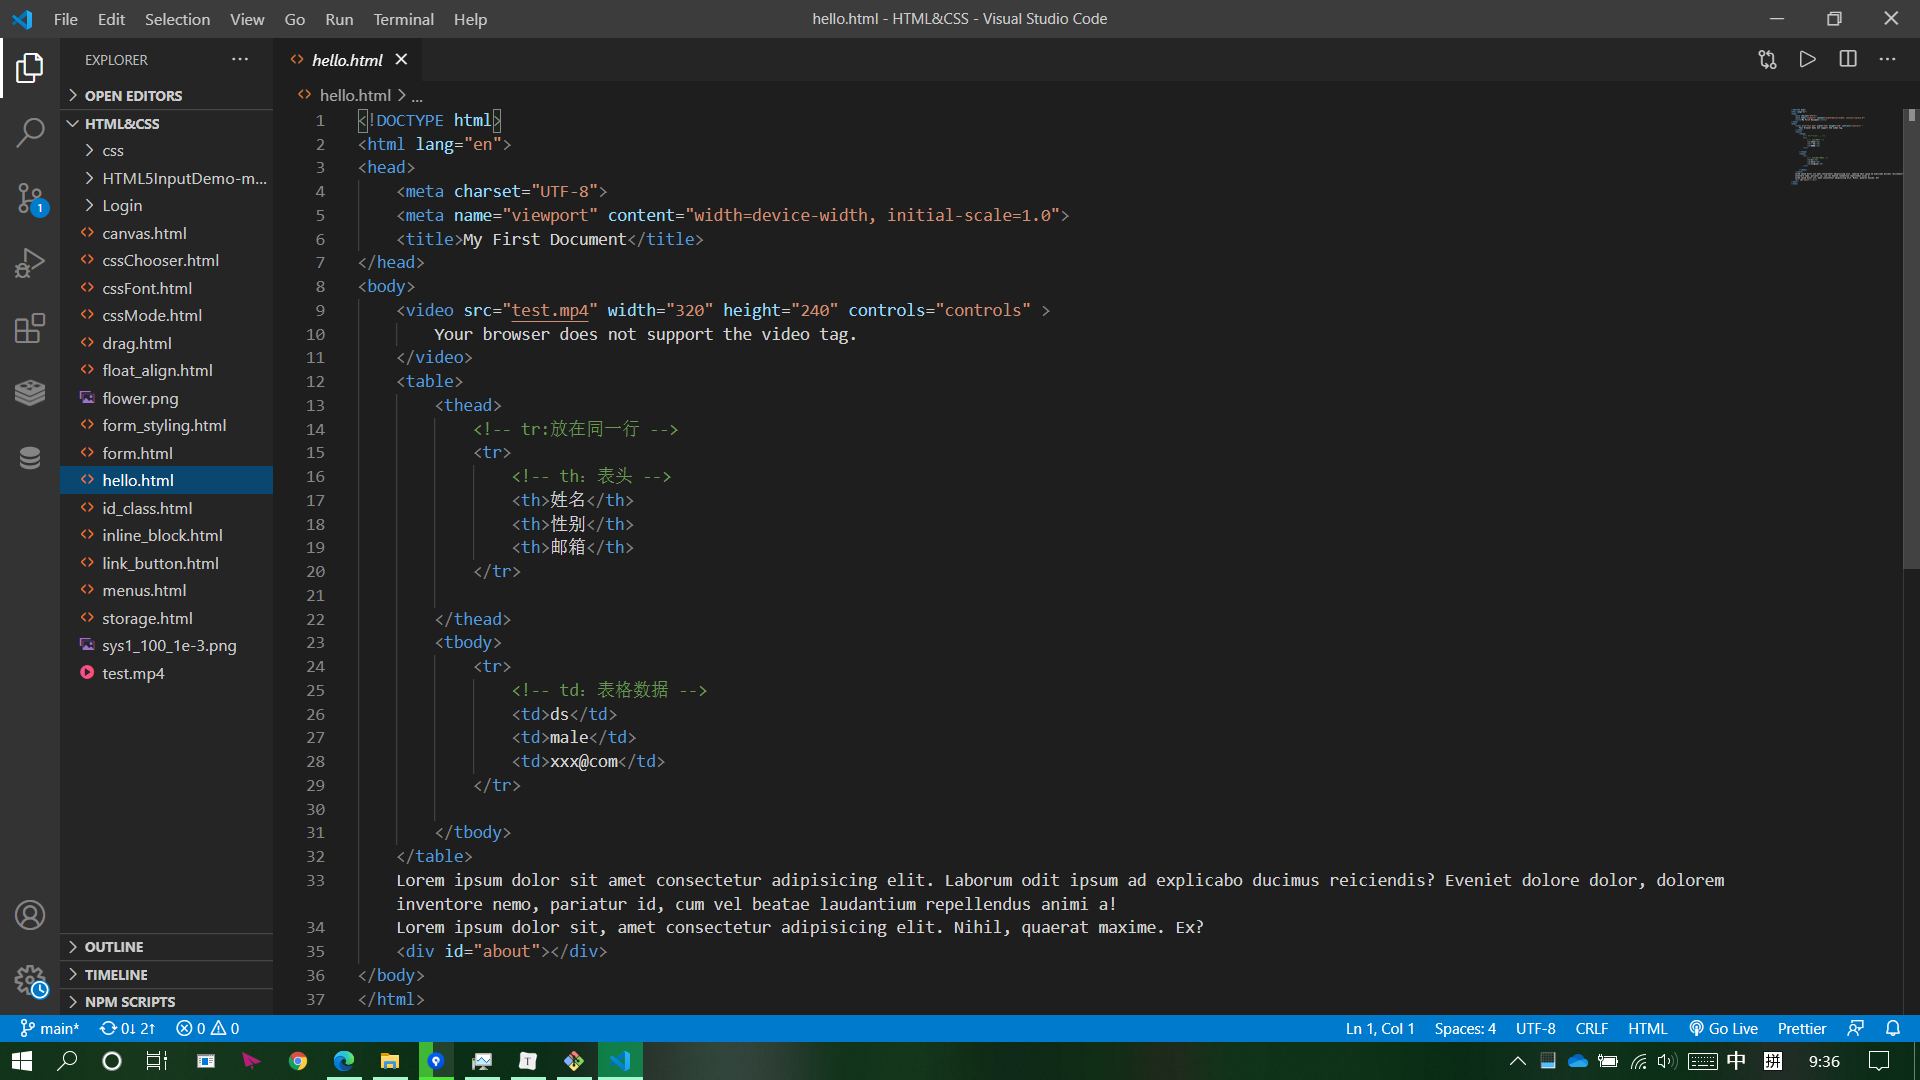 File Edit Selection View Go Run Terminal Help
hello.html - HTML&CSS - Visual Studio Code
EXPLORER
OPEN EDITORS
HTML&CSS
css
HTML5InputDemo-m...
Login
canvas.html
cssChooser.html
cssFont.html
cssMode.html
drag.html
float_align.html
flower.png
form_styling.html
form.html
hello.html
id_class.html
inline_block.html
link_button.html
menus.html
storage.html
sys1_100_1e-3.png
test.mp4
OUTLINE
TIMELINE
NPM SCRIPTS
1
hello.html
hello.html > ...
1 <!DOCTYPE html>
2 <html lang="en">
3 <head>
4 <meta charset="UTF-8">
5 <meta name="viewport" content="width=device-width, initial-scale=1.0">
6 <title>My First Document</title>
7 </head>
8 <body>
9 <video src="test.mp4" width="320" height="240" controls="controls" >
10 Your browser does not support the video tag.
11 </video>
12 <table>
13 <thead>
14 <!-- tr:放在同一行 -->
15 <tr>
16 <!-- th: 表头 -->
17 <th>姓名</th>
18 <th>性别</th>
19 <th>邮箱</th>
20 </tr>
21
22 </thead>
23 <tbody>
24 <tr>
25 <!-- td: 表格数据 -->
26 <td>ds</td>
27 <td>male</td>
28 <td>xxx@com</td>
29 </tr>
30
31 </tbody>
32 </table>
33 Lorem ipsum dolor sit amet consectetur adipisicing elit. Laborum odit ipsum ad explicabo ducimus reiciendis? Eveniet dolore dolor, dolorem
inventore nemo, pariatur id, cum vel beatae laudantium repellendus animi a!
34 Lorem ipsum dolor sit, amet consectetur adipisicing elit. Nihil, quaerat maxime. Ex?
35 <div id="about"></div>
36 </body>
37 </html>
main* 0↓ 2↑ 0 0
Ln 1, Col 1 Spaces: 4 UTF-8 CRLF HTML Go Live Prettier
T 中 拼 9:36